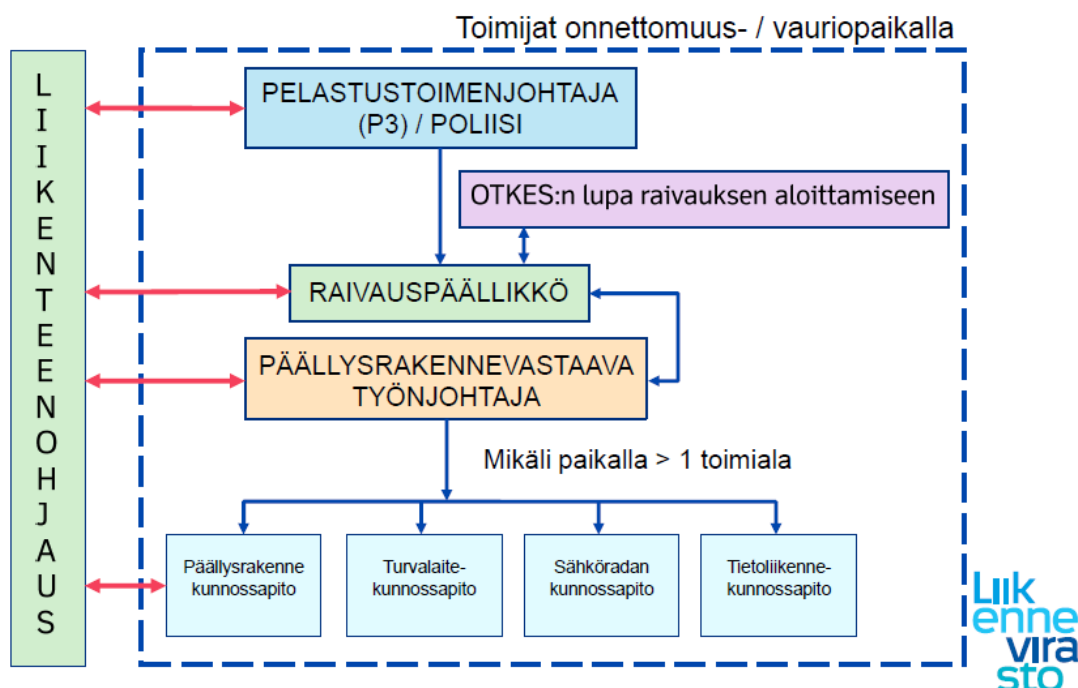 Toimijat onnettomuus- / vauriopaikalla
LIIKENTEENOHJAUS
PELASTUSTOIMENJOHTAJA
(P3) / POLIISI
OTKES:n lupa raivauksen aloittamiseen
RAIVAUSPÄÄLLIKKÖ
PÄÄLLYSRAKENNEVASTAAVA
TYÖNJOHTAJA
Mikäli paikalla > 1 toimiala
Päällysrakenne
kunnossapito
Turvalaite-
kunnossapito
Sähköradan
kunnossapito
Tietoliikenne-
kunnossapito
Liik
enne
vira
sto